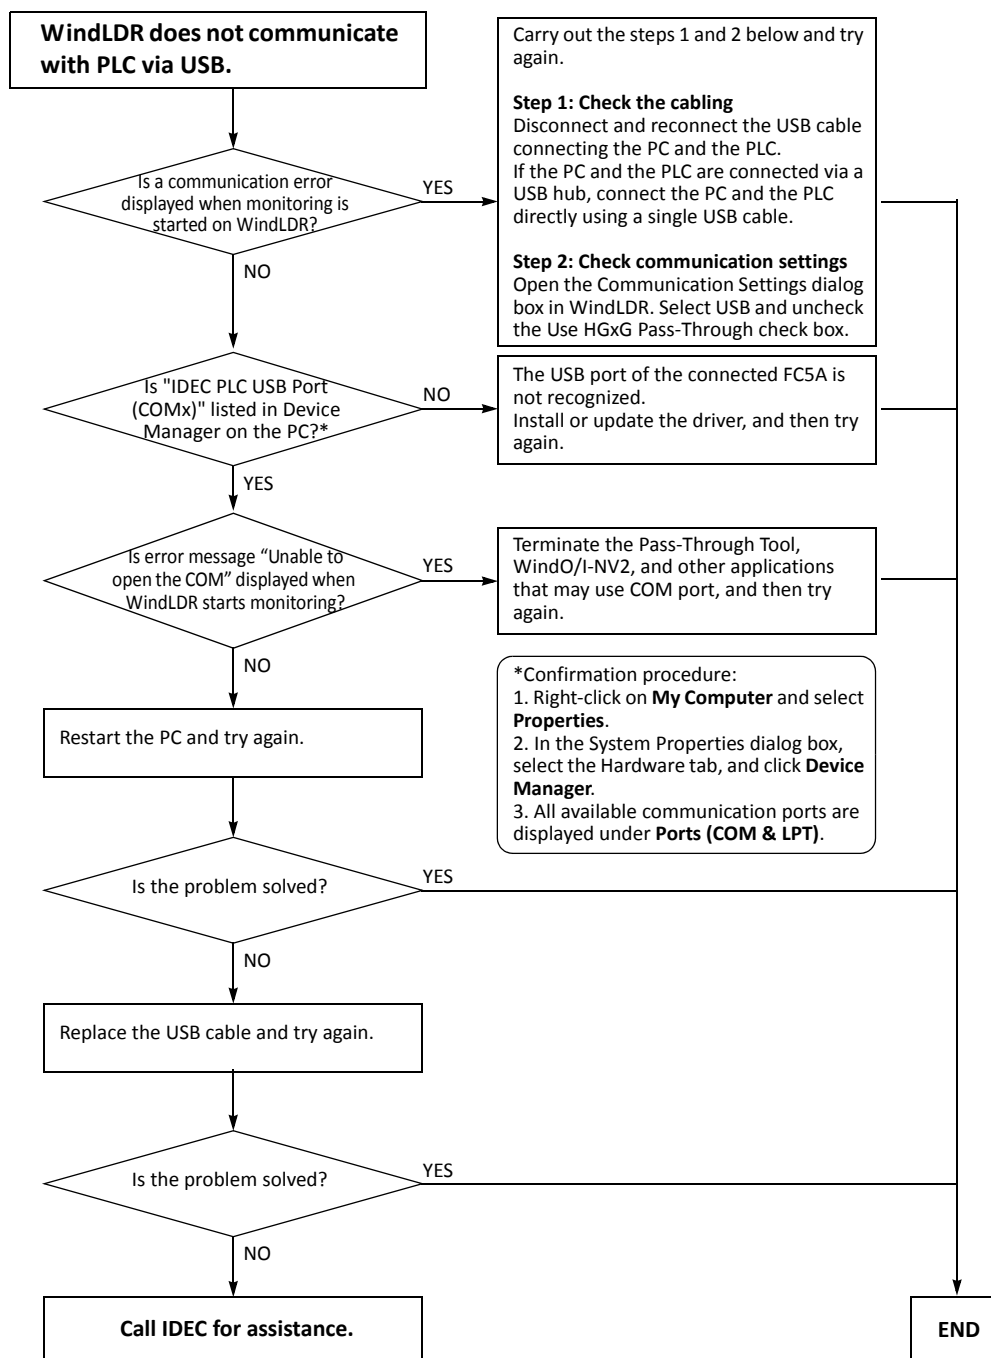 WindLDR does not communicate
with PLC via USB.
Carry out the steps 1 and 2 below and try
again.
Step 1: Check the cabling
Disconnect and reconnect the USB cable
connecting the PC and the PLC.
If the PC and the PLC are connected via a
USB hub, connect the PC and the PLC
directly using a single USB cable.
Step 2: Check communication settings
Open the Communication Settings dialog
box in WindLDR. Select USB and uncheck
the Use HGxG Pass-Through check box.
Is a communication error
displayed when monitoring is
started on WindLDR?
YES
NO
Is "IDEC PLC USB Port
(COMx)" listed in Device
Manager on the PC?*
NO
The USB port of the connected FC5A is
not recognized.
Install or update the driver, and then try
again.
YES
Is error message “Unable to
open the COM” displayed when
WindLDR starts monitoring?
YES
Terminate the Pass-Through Tool,
WindO/I-NV2, and other applications
that may use COM port, and then try
again.
NO
*Confirmation procedure:
1. Right-click on My Computer and select
Properties.
2. In the System Properties dialog box,
select the Hardware tab, and click Device
Manager.
3. All available communication ports are
displayed under Ports (COM & LPT).
Restart the PC and try again.
Is the problem solved?
YES
NO
Replace the USB cable and try again.
Is the problem solved?
YES
NO
Call IDEC for assistance.
END